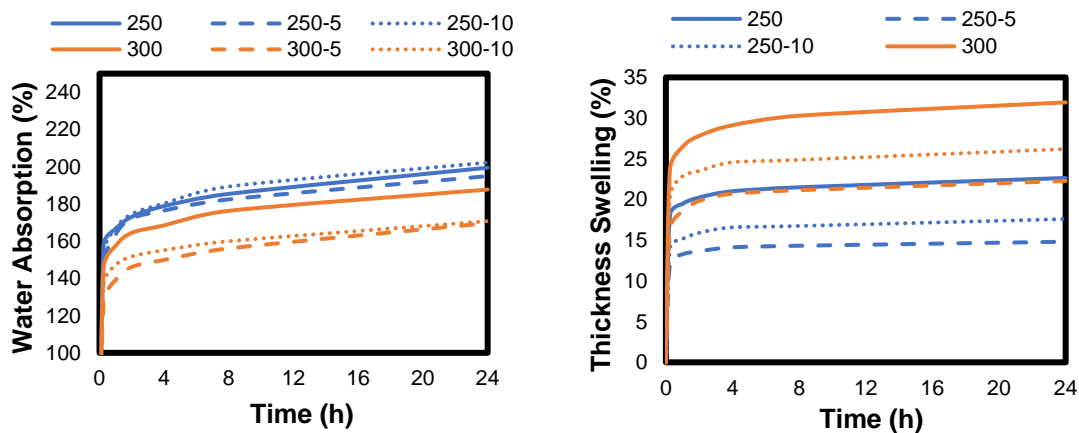 250 250-5 250-10
300 300-5 300-10
Water Absorption (%)
240
220
200
180
160
140
120
100
0 4 8 12 16 20 24
Time (h)
250 250-5
250-10 300
Thickness Swelling (%)
35
30
25
20
15
10
5
0
0 4 8 12 16 20 24
Time (h)